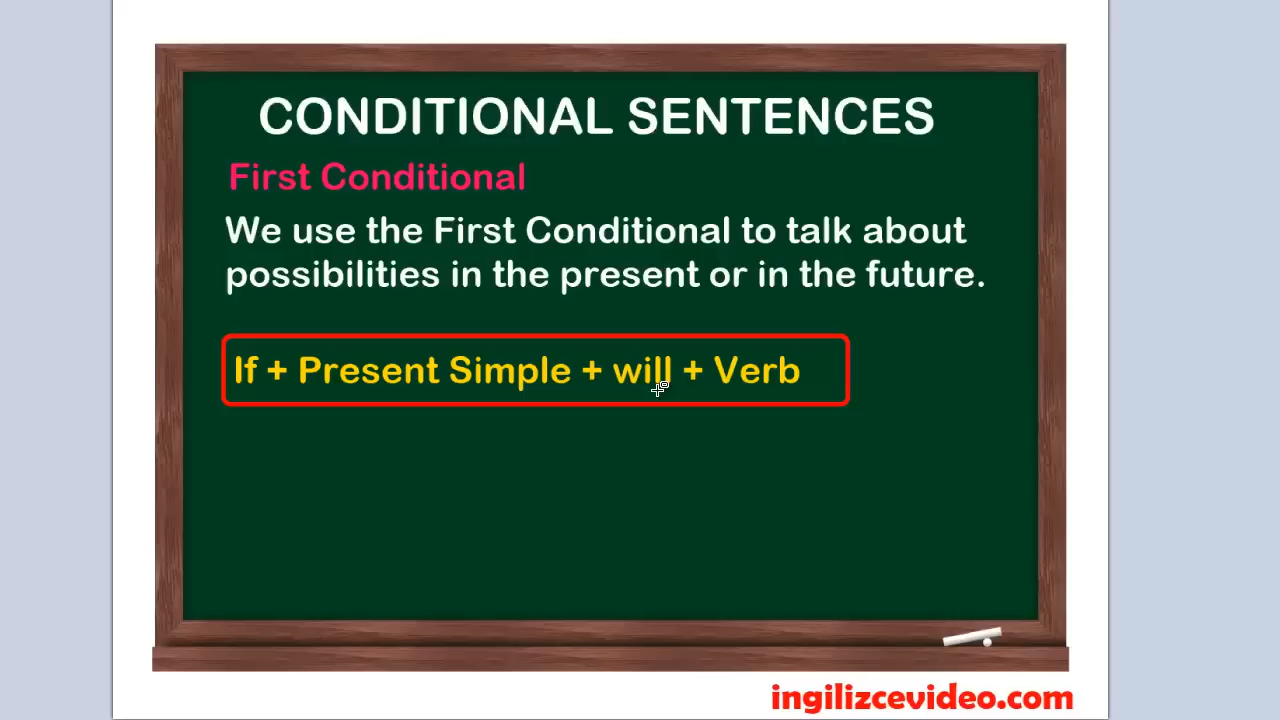 CONDITIONAL SENTENCES
First Conditional
We use the First Conditional to talk about
possibilities in the present or in the future.
If + Present Simple + will + Verb
ingilizcevideo.com